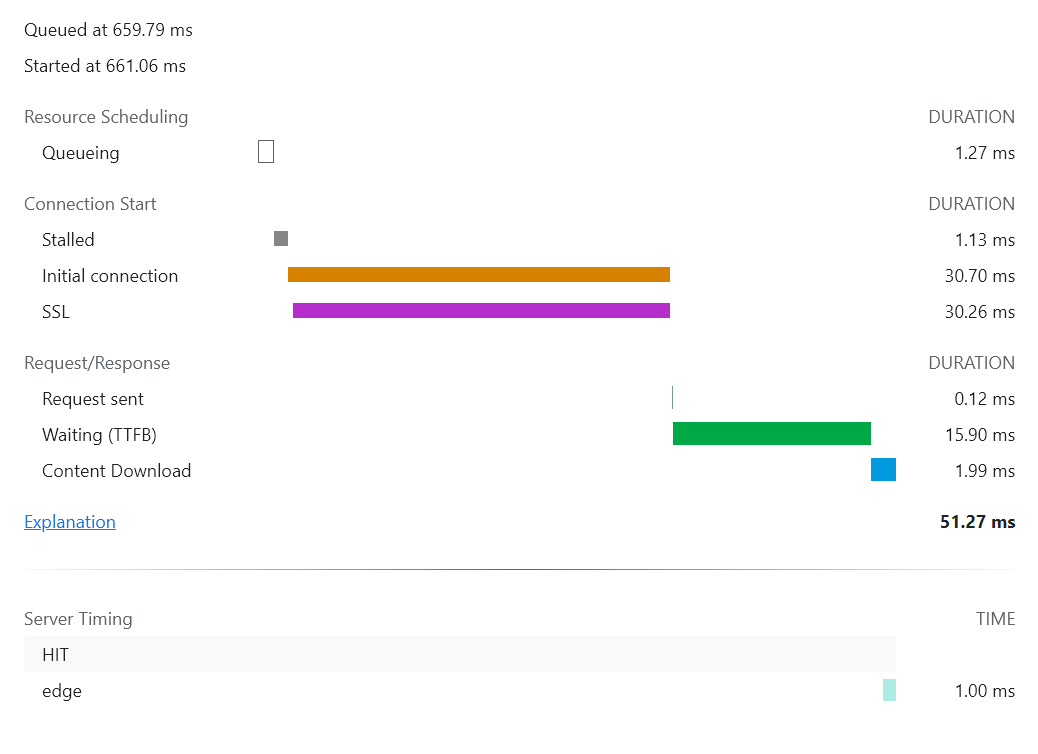 Queued at 659.79 ms
Started at 661.06 ms
Resource Scheduling DURATION
Queueing 1.27 ms
Connection Start DURATION
Stalled 1.13 ms
Initial connection 30.70 ms
SSL 30.26 ms
Request/Response DURATION
Request sent 0.12 ms
Waiting (TTFB) 15.90 ms
Content Download 1.99 ms
Explanation 51.27 ms
Server Timing TIME
HIT
edge 1.00 ms